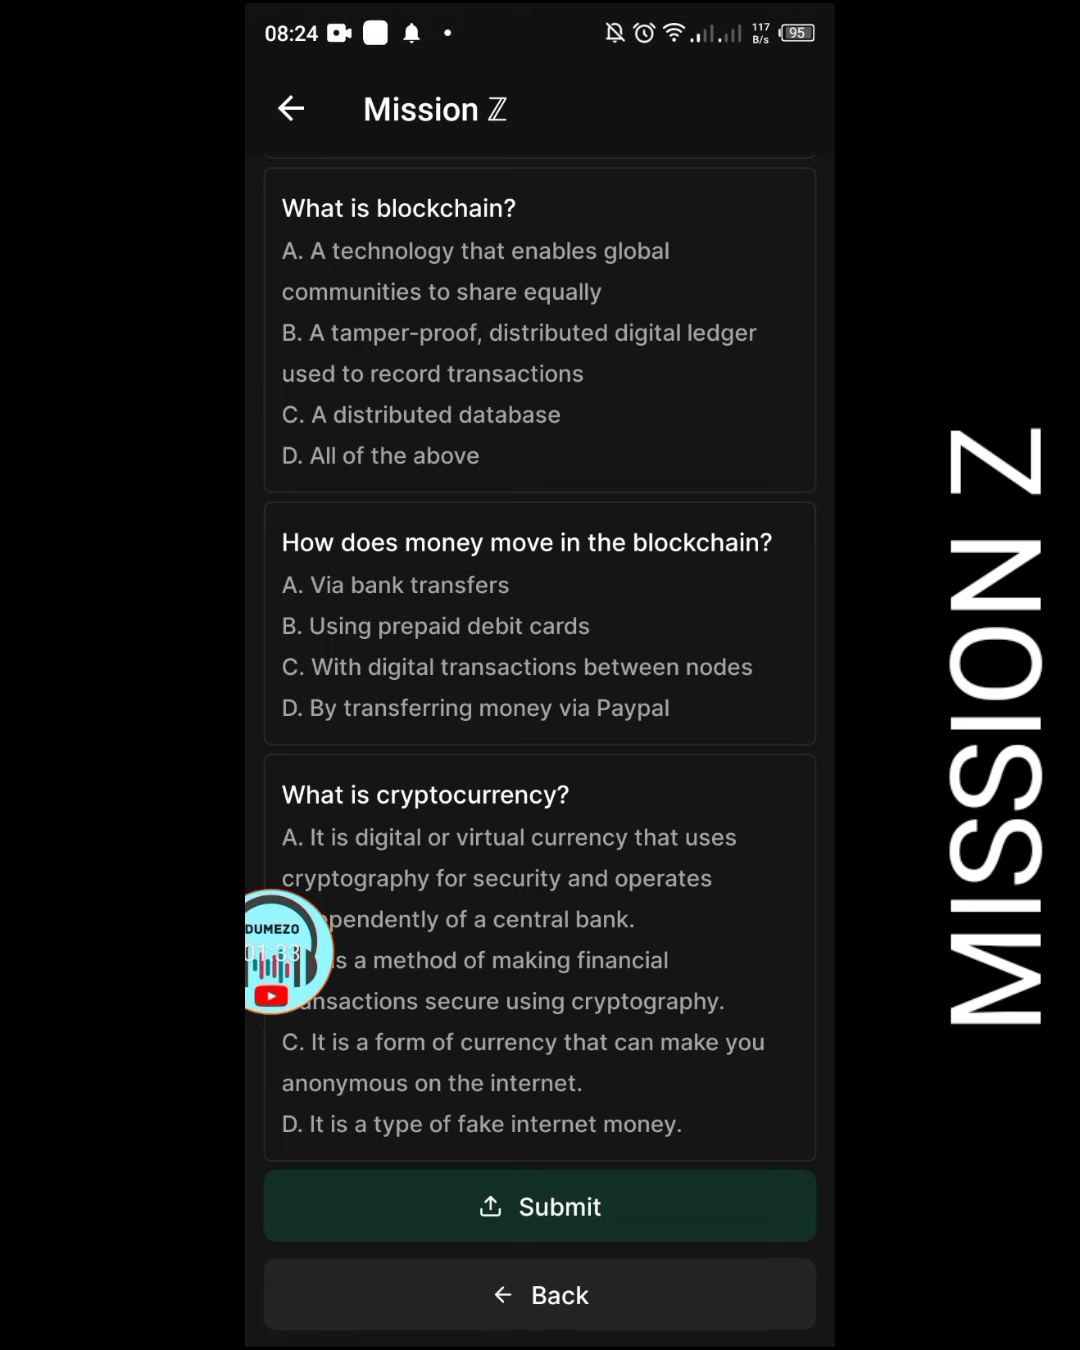 08:24
117
B/s
95
Mission ℤ
What is blockchain?
A. A technology that enables global
communities to share equally
B. A tamper-proof, distributed digital ledger
used to record transactions
C. A distributed database
D. All of the above
How does money move in the blockchain?
A. Via bank transfers
B. Using prepaid debit cards
C. With digital transactions between nodes
D. By transferring money via Paypal
What is cryptocurrency?
A. It is digital or virtual currency that uses
cryptography for security and operates
pendently of a central bank.
s a method of making financial
nsactions secure using cryptography.
C. It is a form of currency that can make you
anonymous on the internet.
D. It is a type of fake internet money.
DUMEZO
01:33
Submit
Back
MISSION Z